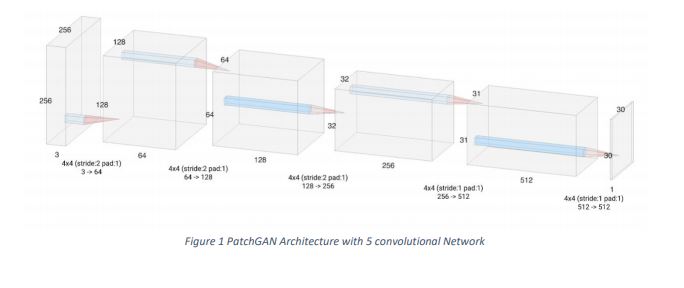 256
256
3
4x4 (stride:2 pad:1)
3 -> 64
128
128
64
4x4 (stride:2 pad:1)
64 -> 128
64
64
128
4x4 (stride:2 pad:1)
128 -> 256
32
32
256
4x4 (stride:1 pad:1)
256 -> 512
31
31
512
4x4 (stride:1 pad:1)
512 -> 512
30
30
1
Figure 1 PatchGAN Architecture with 5 convolutional Network